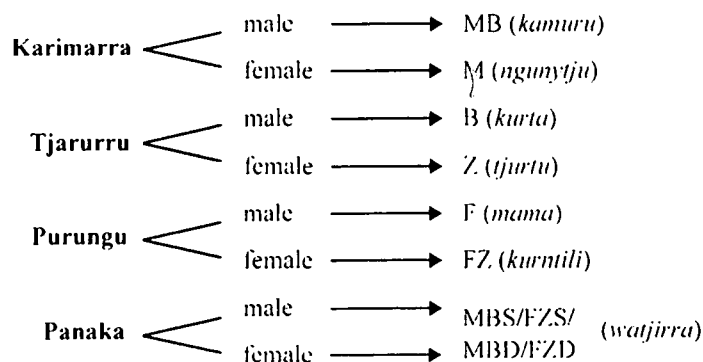 Karimarra
male MB (kamuru)
female M (ngunytju)
Tjarurru
male B (kurta)
female Z (tjurtu)
Purungu
male F (mama)
female FZ (kurntili)
Panaka
male MBS/FZS/
female MBD/FZD
(watjirra)